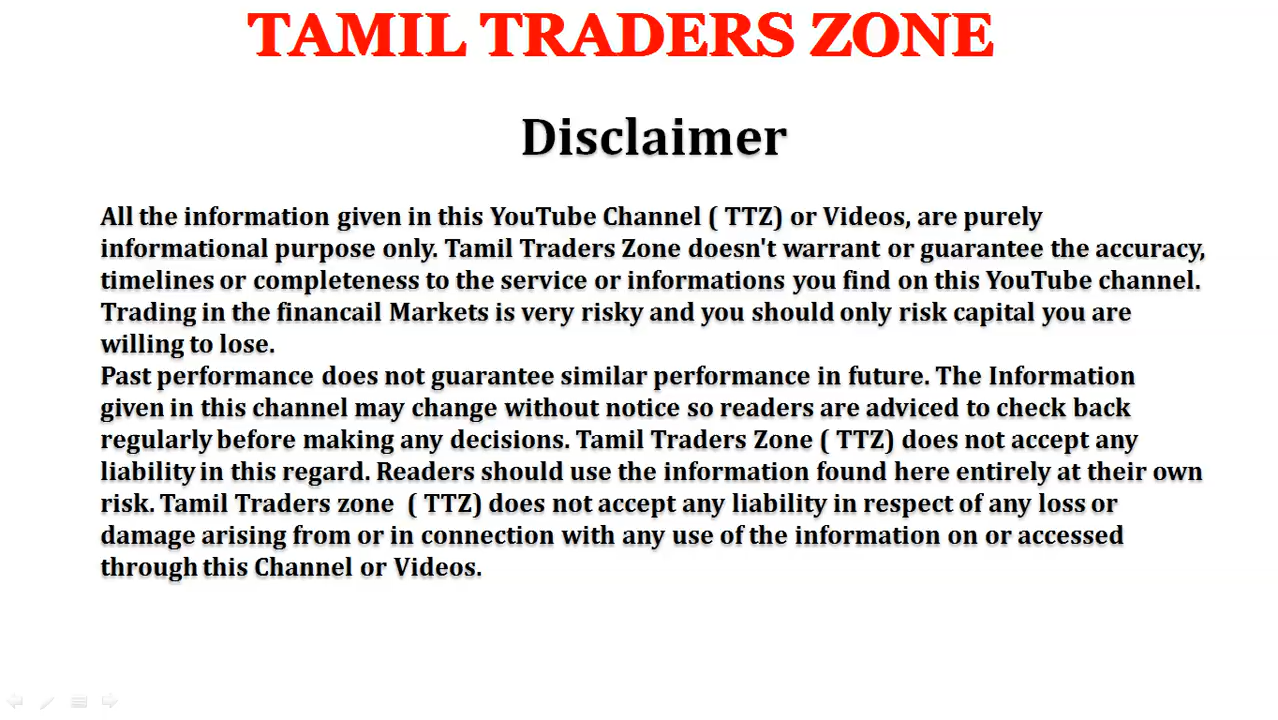 TAMIL TRADERS ZONE
Disclaimer
All the information given in this YouTube Channel ( TTZ) or Videos, are purely
informational purpose only. Tamil Traders Zone doesn't warrant or guarantee the accuracy,
timelines or completeness to the service or informations you find on this YouTube channel.
Trading in the financail Markets is very risky and you should only risk capital you are
willing to lose.
Past performance does not guarantee similar performance in future. The Information
given in this channel may change without notice so readers are adviced to check back
regularly before making any decisions. Tamil Traders Zone ( TTZ) does not accept any
liability in this regard. Readers should use the information found here entirely at their own
risk. Tamil Traders zone  ( TTZ) does not accept any liability in respect of any loss or
damage arising from or in connection with any use of the information on or accessed
through this Channel or Videos.